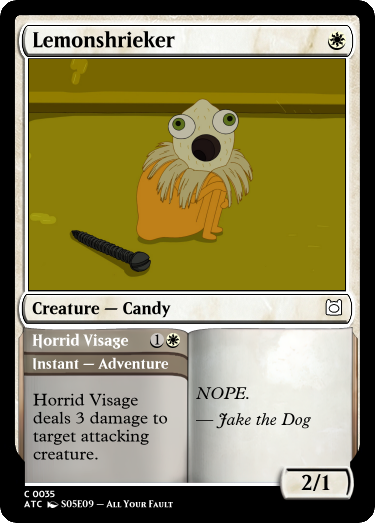 Lemonshrieker
Creature — Candy
Horrid Visage 1
Instant — Adventure
Horrid Visage
deals 3 damage to
target attacking
creature.
NOPE.
— Jake the Dog
2/1
C 0035
ATC S05E09 — All Your Fault